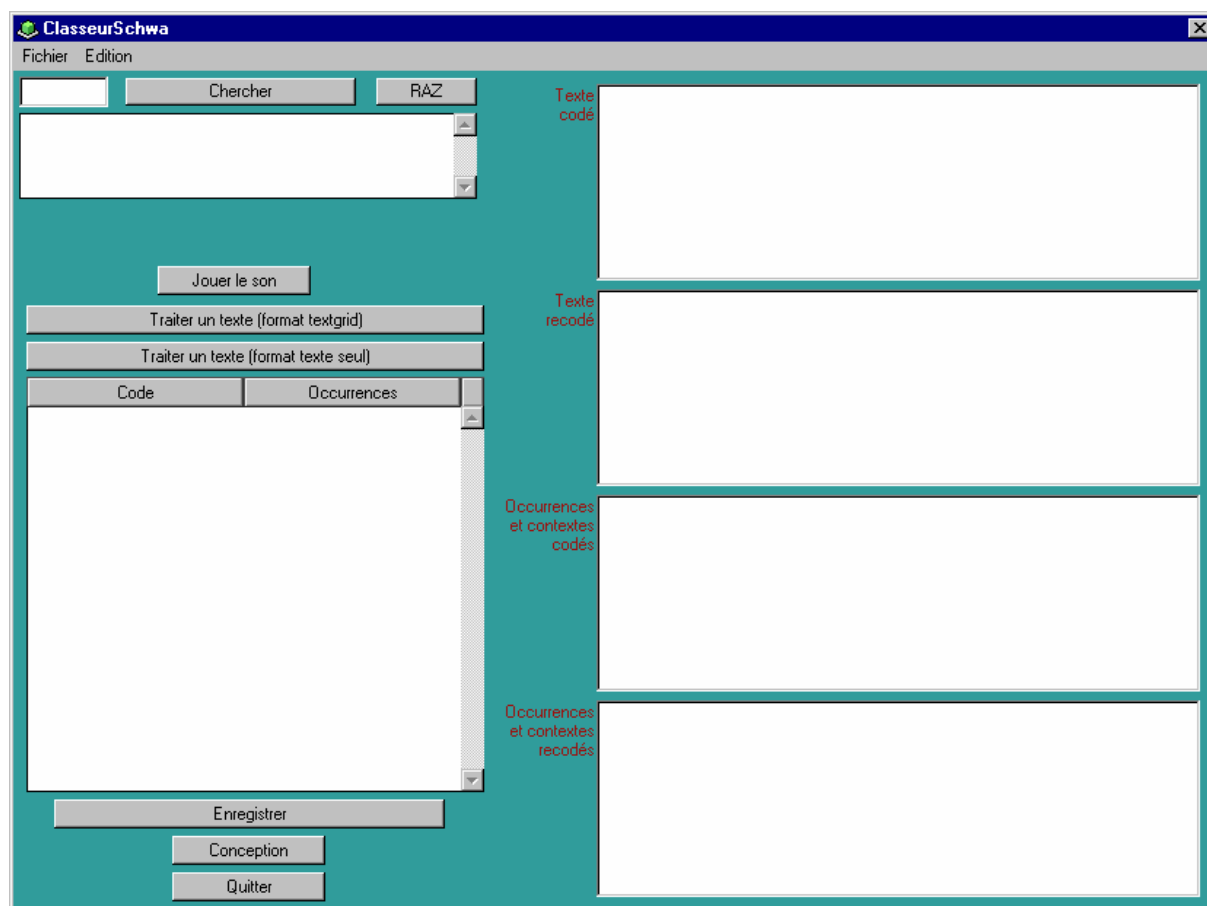 ClasseurSchwa
Fichier Edition
Chercher RAZ
Texte
codé
Jouer le son
Texte
recodé
Traiter un texte (format textgrid)
Traiter un texte (format texte seul)
Code Occurrences
Occurrences
et contextes
codés
Occurrences
et contextes
recodés
Enregistrer
Conception
Quitter